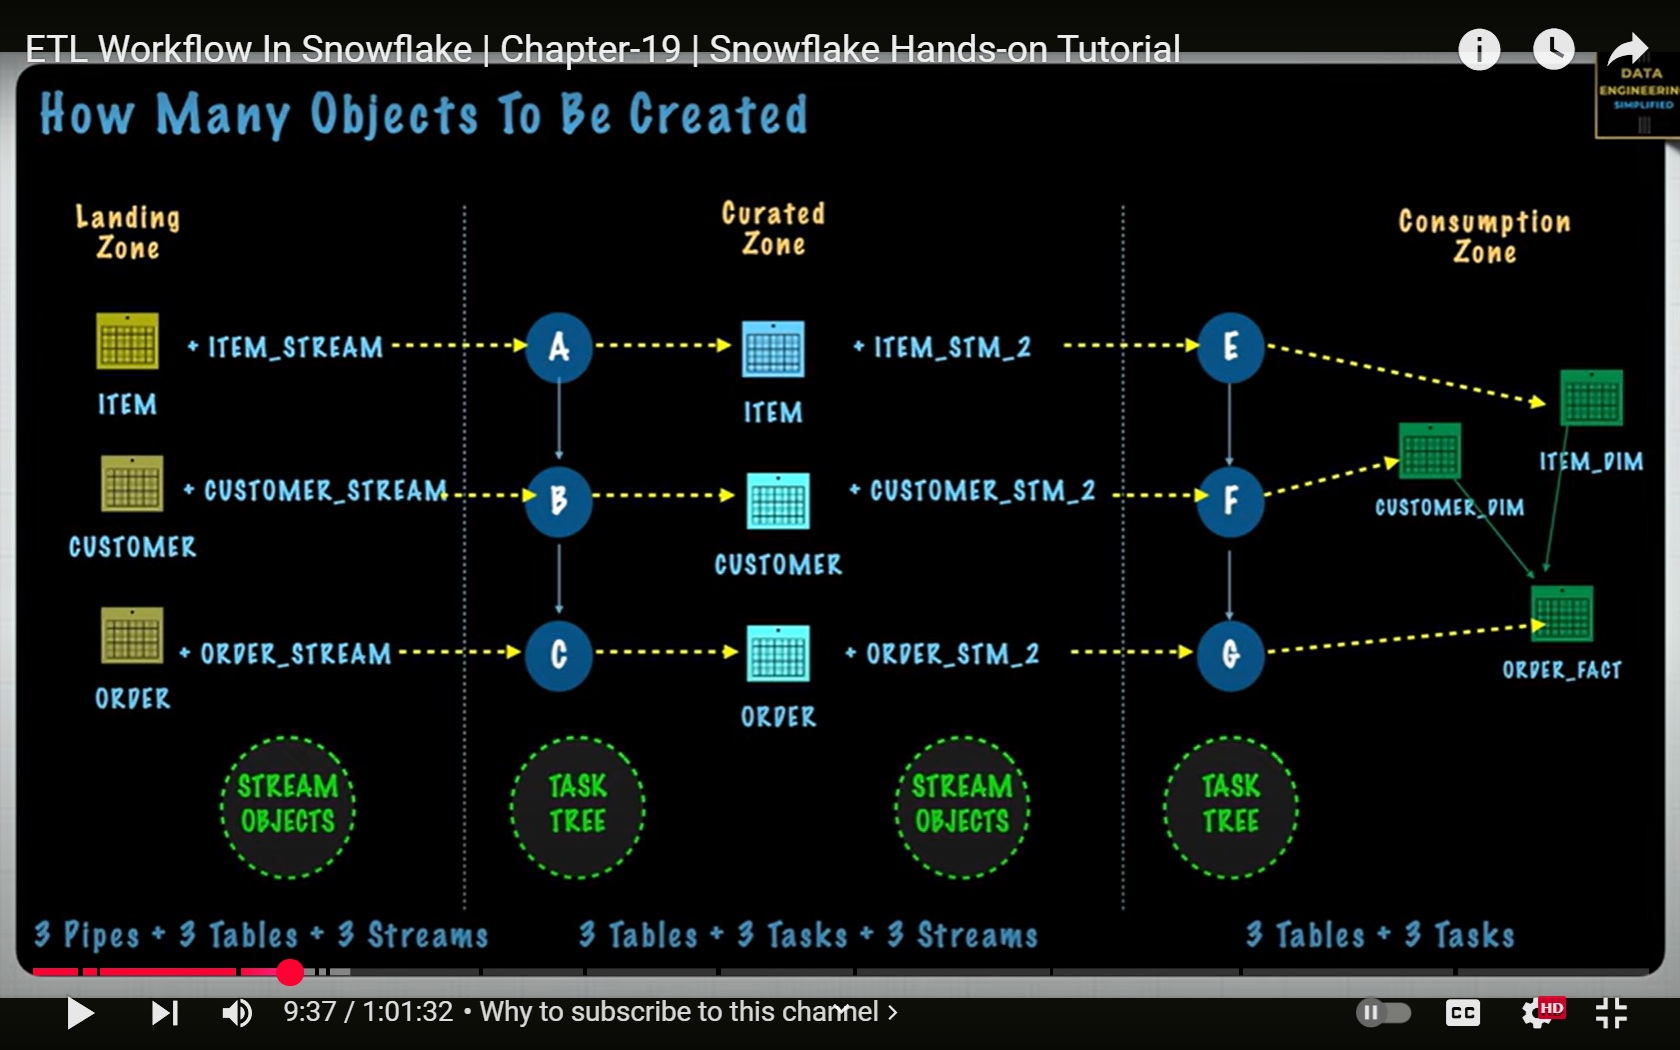 ETL Workflow In Snowflake | Chapter-19 | Snowflake Hands-on Tutorial
DATA
ENGINEERIN
SIMPLIFIED
How Many Objects To Be Created
Landing
Zone
Curated
Zone
Consumption
Zone
+ ITEM_STREAM
A
+ ITEM_STM_2
E
ITEM
ITEM
ITEM_DIM
+ CUSTOMER_STREAM
B
+ CUSTOMER_STM_2
F
CUSTOMER_DIM
CUSTOMER
CUSTOMER
+ ORDER_STREAM
C
+ ORDER_STM_2
G
ORDER_FACT
ORDER
ORDER
STREAM
OBJECTS
TASK
TREE
STREAM
OBJECTS
TASK
TREE
3 Pipes + 3 Tables + 3 Streams
3 Tables + 3 Tasks + 3 Streams
3 Tables + 3 Tasks
9:37 / 1:01:32 • Why to subscribe to this channel >
CC
HD